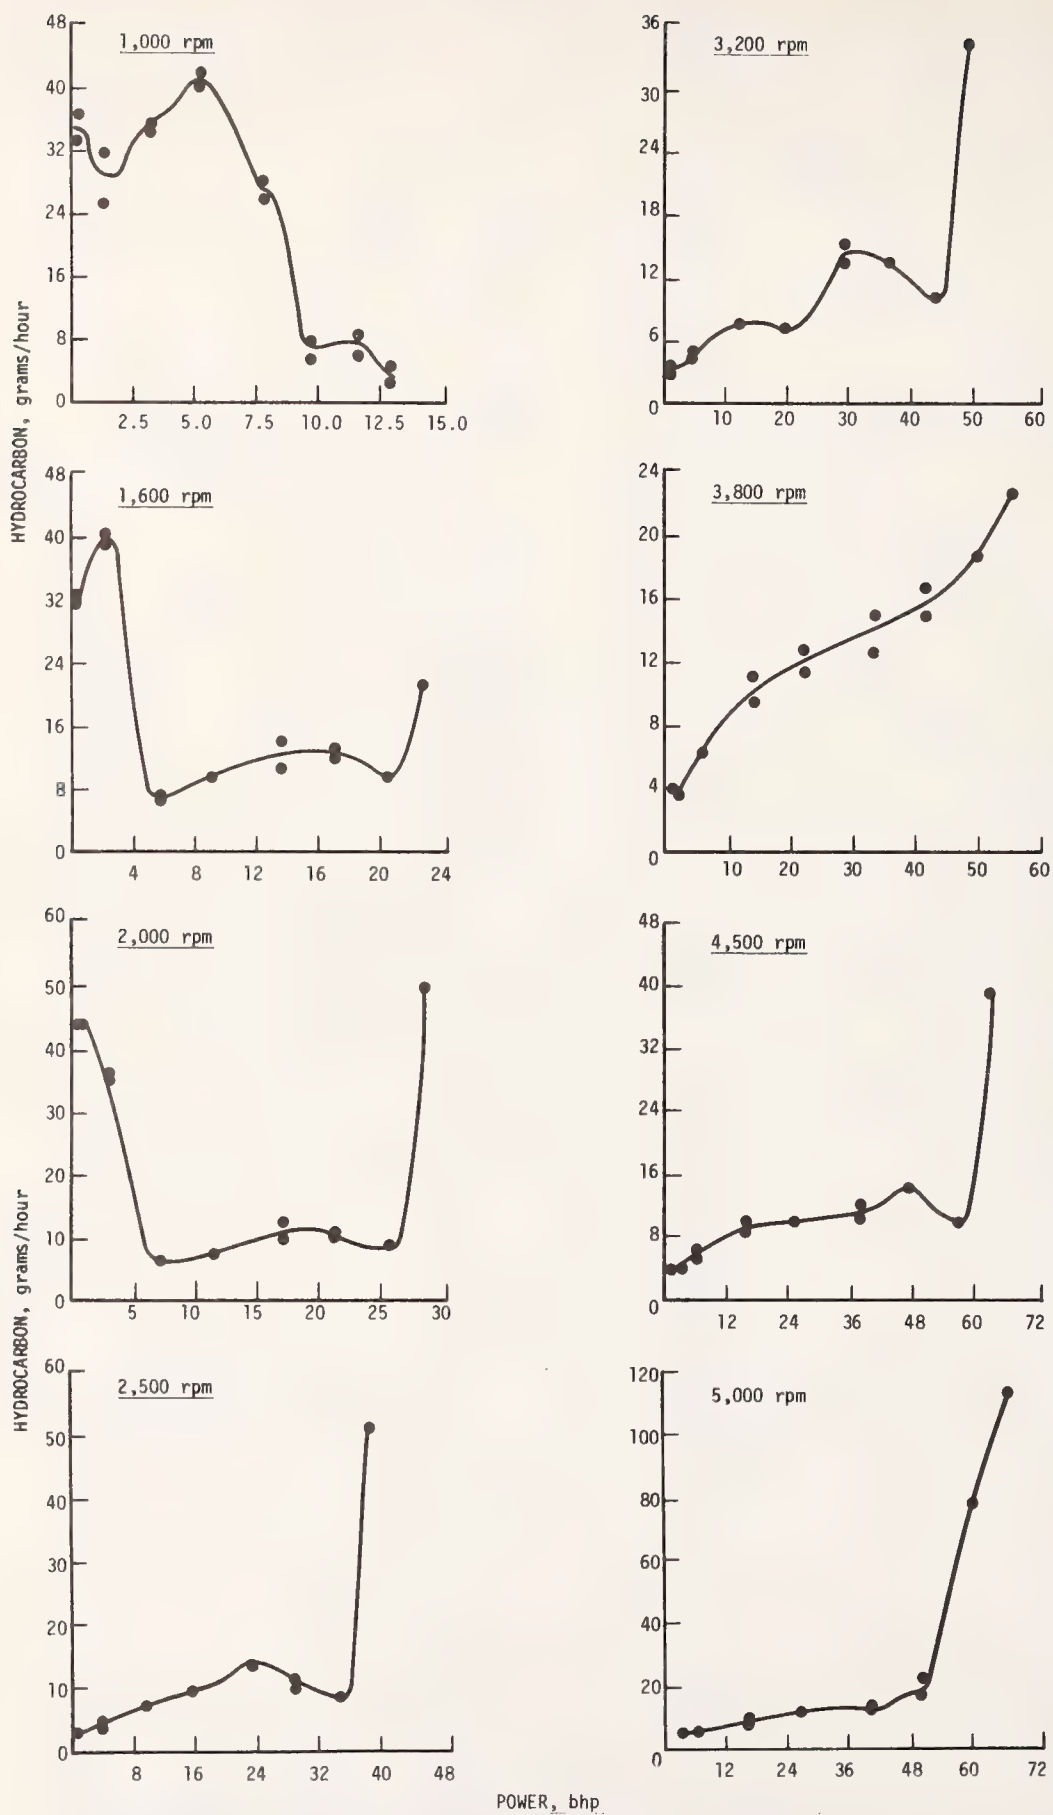 1,000 rpm
48
40
32
24
16
8
0
2.5 5.0 7.5 10.0 12.5 15.0
3,200 rpm
36
30
24
18
12
6
0
10 20 30 40 50 60
HYDROCARBON, grams/hour
1,600 rpm
48
40
32
24
16
8
0
4 8 12 16 20 24
3,800 rpm
24
20
16
12
8
4
0
10 20 30 40 50 60
2,000 rpm
60
50
40
30
20
10
0
5 10 15 20 25 30
4,500 rpm
48
40
32
24
16
8
0
12 24 36 48 60 72
HYDROCARBON, grams/hour
2,500 rpm
60
50
40
30
20
10
0
8 16 24 32 40 48
5,000 rpm
120
100
80
60
40
20
0
12 24 36 48 60 72
POWER, bhp